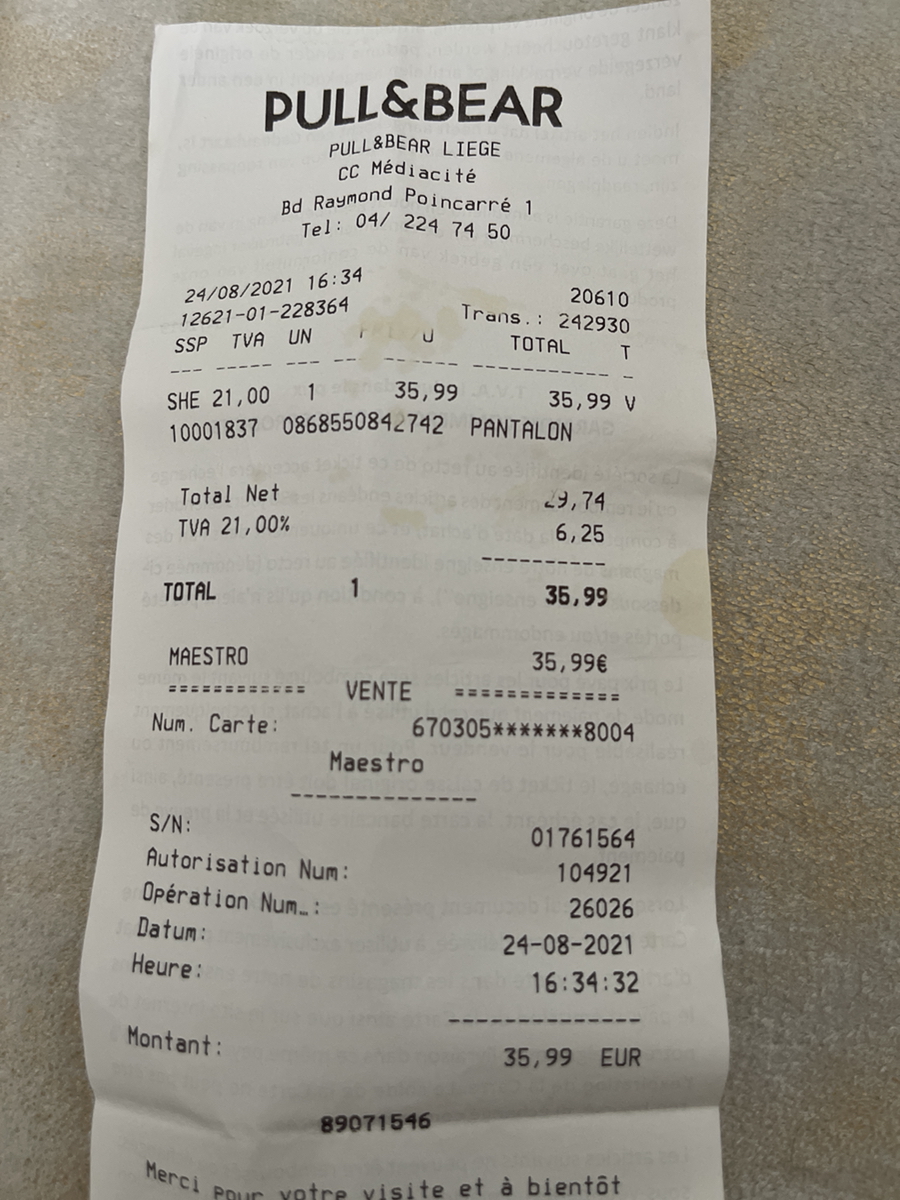 PULL&BEAR
PULL&BEAR LIEGE
CC Médiacité
Bd Raymond Poincarré 1
Tel: 04/ 224 74 50
24/08/2021 16:34 20610
12621-01-228364 Trans.: 242930
SSP TVA UN TOTAL T
--- --- --- -- ------ ----------- -
SHE 21,00 1 35,99 35,99 V
10001837 0868550842742 PANTALON
Total Net 29,74
TVA 21,00% 6,25
------------
TOTAL 1 35,99
MAESTRO 35,99€
============ VENTE ============
Num. Carte: 670305*******8004
Maestro
--------------
S/N: 01761564
Autorisation Num: 104921
Opération Num.: 26026
Datum: 24-08-2021
Heure: 16:34:32
--------------
Montant: 35,99 EUR
89071546
Merci pour votre visite et à bientôt